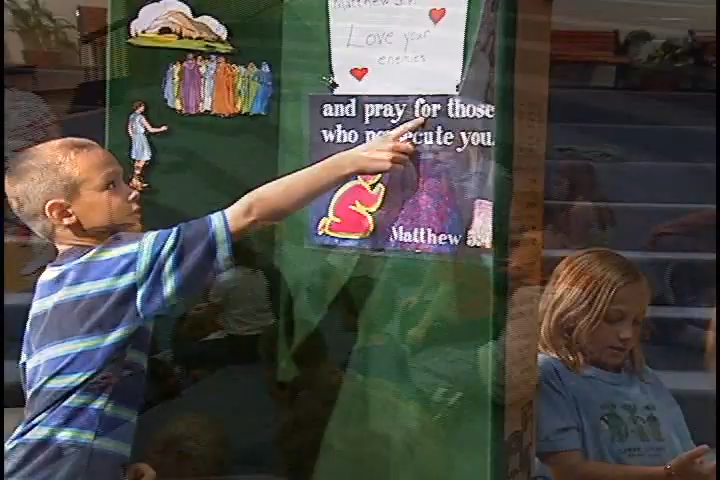 Love your
enemies
and pray for those
who persecute you.
Matthew